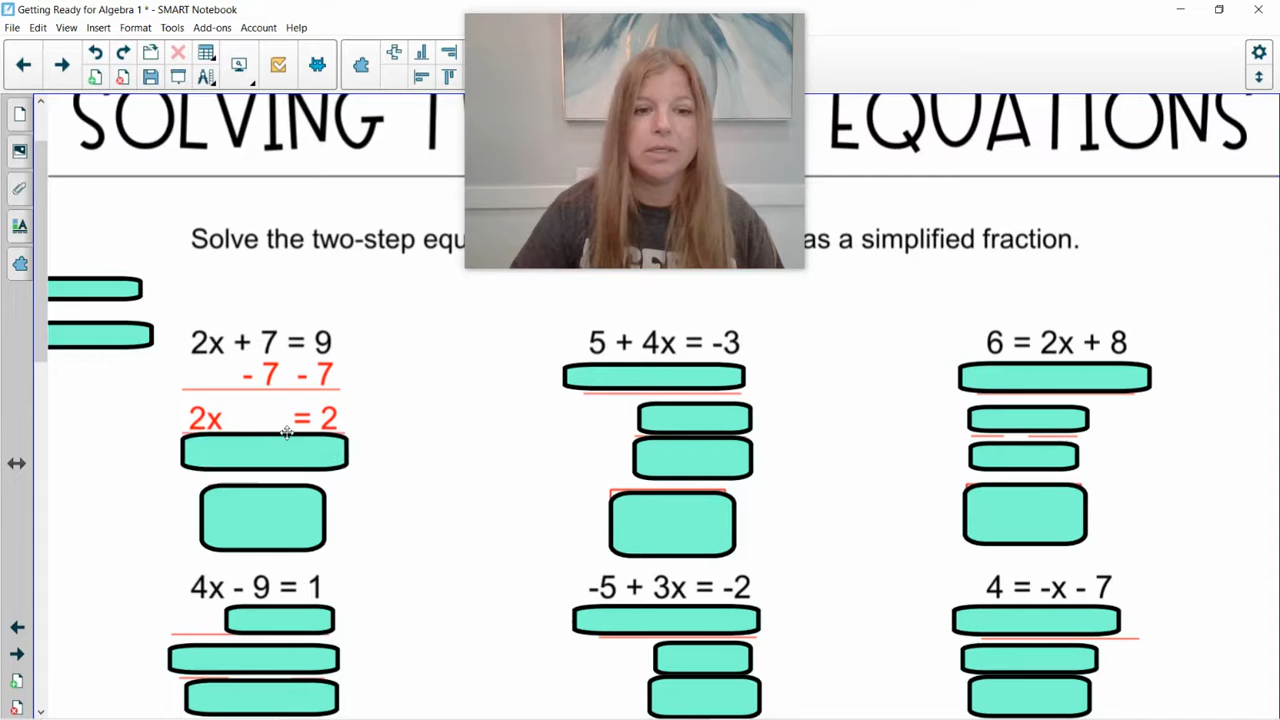 Getting Ready for Algebra 1 * - SMART Notebook
File Edit View Insert Format Tools Add-ons Account Help
SOLVING EQUATIONS
Solve the two-step as a simplified fraction.
2x + 7 = 9 5 + 4x = -3 6 = 2x + 8
- 7 - 7
2x = 2
4x - 9 = 1 -5 + 3x = -2 4 = -x - 7